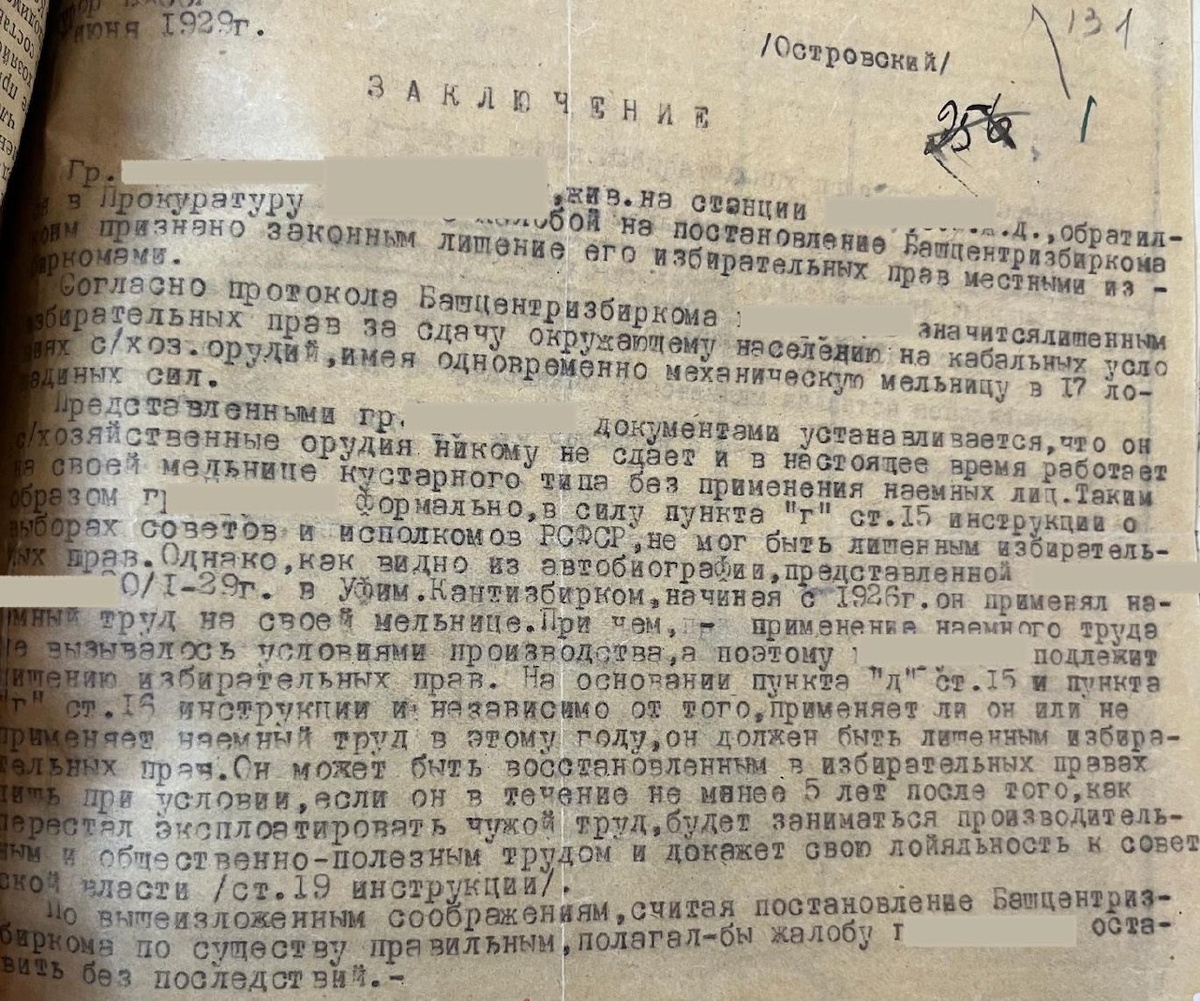 июня 1929г.
131
/Островский/
ЗАКЛЮЧЕНИЕ
256
Гр.
в Прокуратуру ,жив.на станции д.,обратил-
жалобой на постановление Башцентризбиркома
коим признано законным лишение его избирательных прав местными из -
биркомами.
Согласно протокола Башцентризбиркома значитсялишенным
избирательных прав за сдачу окружающему населению на кабальных усло
виях с/хоз.орудий,имея одновременно механическую мельницу в 17 ло-
шадиных сил.
Представленными гр. документами устанавливается,что он
с/хозяйственные орудия никому не сдает и в настоящее время работает
на своей мельнице кустарного типа без применения наемных лиц.Таким
образом гр формально,в силу пункта "г" ст.15 инструкции о
выборах советов и исполкомов РСФСР,не мог быть лишенным избиратель-
ных прав.Однако,как видно из автобиографии,представленной
0/I-29г. в Уфим.Кантизбирком,начиная с 1926г.он применял на-
емный труд на своей мельнице.При чем, применение наемного труда
не вызывалось условиями производства,а поэтому подлежит
лишению избирательных прав. На основании пункта "д" ст.15 и пункта
"г" ст.16 инструкции и независимо от того,применяет ли он или не
применяет наемный труд в этому году,он должен быть лишенным избира-
тельных прав.Он может быть восстановленным в избирательных правах
лишь при условии,если он в течение не манее 5 лет после того,как
перестал эксплоатировать чужой труд,будет заниматься производитель-
ным и общественно-полезным трудом и докажет свою лойяльность к совет
ской власти /ст.19 инструкции/.
По вышеизложенным соображениям,считая постановление Башцентриз-
биркома по существу правильным,полагал-бы жалобу г оста-
вить без последствий.-